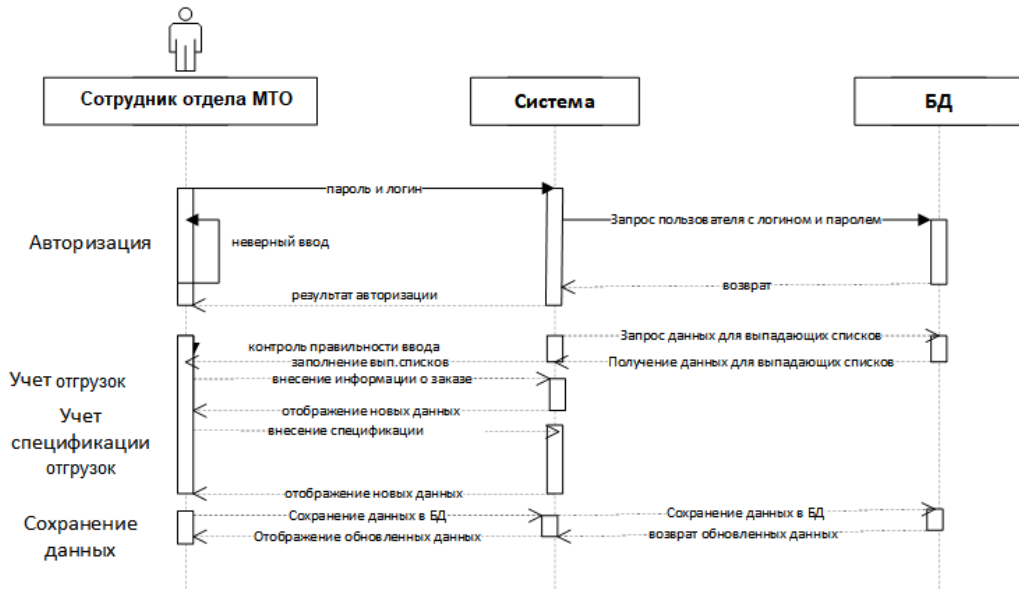 Сотрудник отдела МТО
Система
БД
пароль и логин
Запрос пользователя с логином и паролем
Авторизация
неверный ввод
возврат
результат авторизации
Запрос данных для выпадающих списков
контроль правильности ввода
заполнение вып.списков
Получение данных для выпадающих списков
Учет отгрузок
внесение информации о заказе
отображение новых данных
Учет
спецификации
отгрузок
внесение спецификации
отображение новых данных
Сохранение
данных
Сохранение данных в БД
Сохранение данных в БД
Отображение обновленных данных
возврат обновленных данных